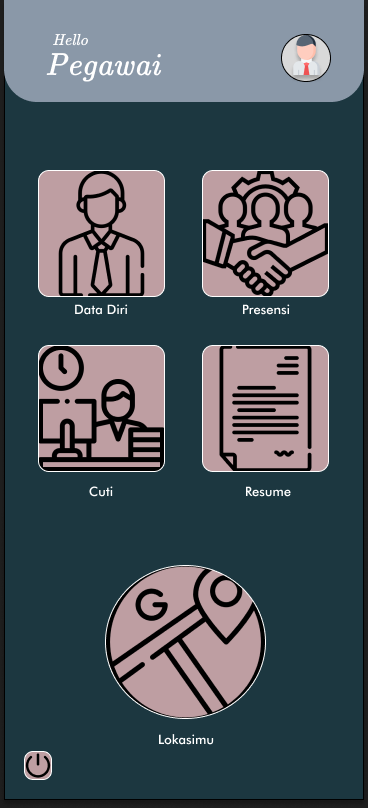 Hello
Pegawai
Data Diri
Presensi
Cuti
Resume
G
Lokasimu